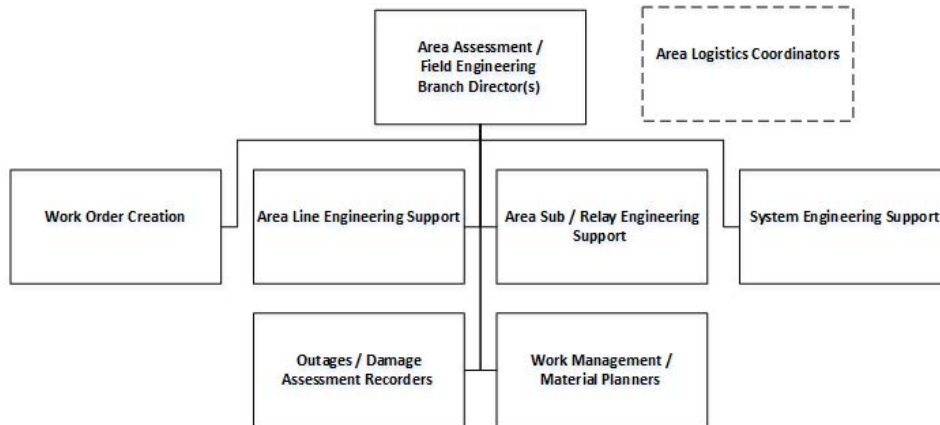 Area Assessment /
Field Engineering
Branch Director(s)
Area Logistics Coordinators
Work Order Creation
Area Line Engineering Support
Area Sub / Relay Engineering
Support
System Engineering Support
Outages / Damage
Assessment Recorders
Work Management /
Material Planners